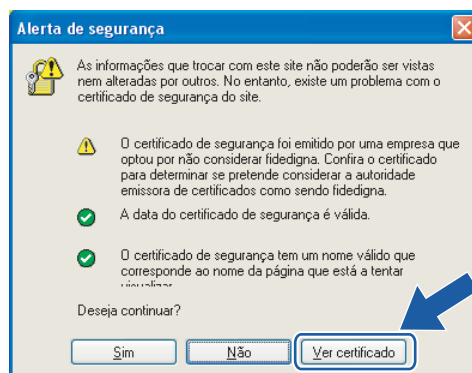 Alerta de segurança
As informações que trocar com este site não poderão ser vistas
nem alteradas por outros. No entanto, existe um problema com o
certificado de segurança do site.
O certificado de segurança foi emitido por uma empresa que
optou por não considerar fidedigna. Confira o certificado
para determinar se pretende considerar a autoridade
emissora de certificados como sendo fidedigna.
A data do certificado de segurança é válida.
O certificado de segurança tem um nome válido que
corresponde ao nome da página que está a tentar
visualizar.
Deseja continuar?
Sim
Não
Ver certificado